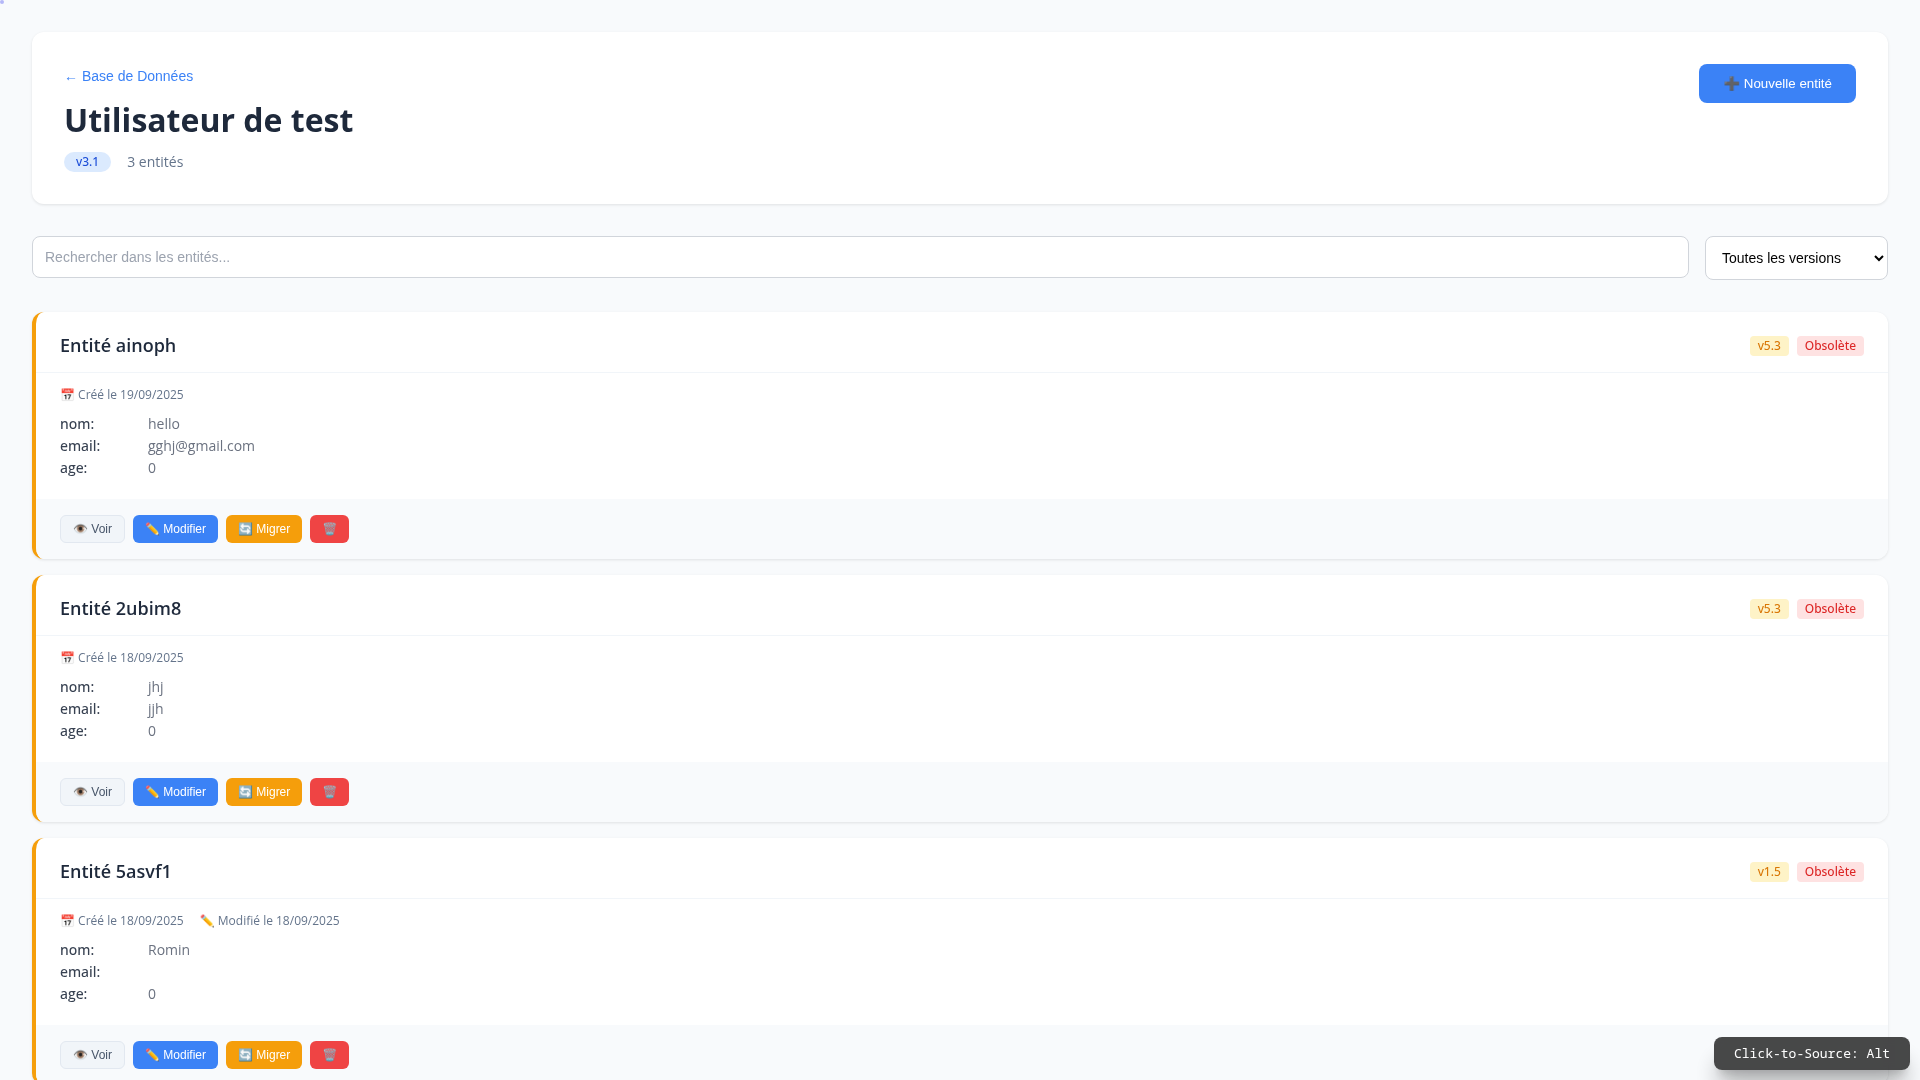 ← Base de Données
➕ Nouvelle entité
Utilisateur de test
v3.1 3 entités
Rechercher dans les entités...
Toutes les versions
Entité ainoph
v5.3 Obsolète
📅 Créé le 19/09/2025
nom: hello
email: gghj@gmail.com
age: 0
👁️ Voir ✏️ Modifier 🔄 Migrer 🗑️
Entité 2ubim8
v5.3 Obsolète
📅 Créé le 18/09/2025
nom: jhj
email: jjh
age: 0
👁️ Voir ✏️ Modifier 🔄 Migrer 🗑️
Entité 5asvf1
v1.5 Obsolète
📅 Créé le 18/09/2025 ✏️ Modifié le 18/09/2025
nom: Romin
email:
age: 0
👁️ Voir ✏️ Modifier 🔄 Migrer 🗑️
Click-to-Source: Alt